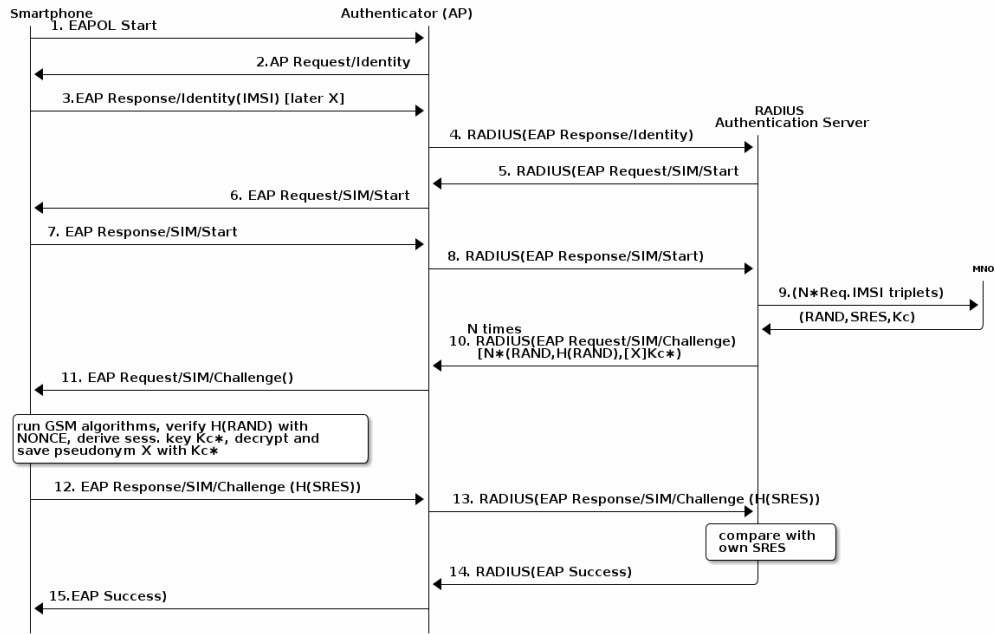 Smartphone
Authenticator (AP)
1. EAPOL Start
2.AP Request/Identity
3.EAP Response/Identity(IMSI) [later X]
RADIUS
Authentication Server
4. RADIUS(EAP Response/Identity)
5. RADIUS(EAP Request/SIM/Start
6. EAP Request/SIM/Start
7. EAP Response/SIM/Start
8. RADIUS(EAP Response/SIM/Start)
MNO
9.(N*Req.IMSI triplets)
(RAND,SRES,Kc)
N times
10. RADIUS(EAP Request/SIM/Challenge)
[N*(RAND,H(RAND),[X]Kc*)
11. EAP Request/SIM/Challenge()
run GSM algorithms, verify H(RAND) with
NONCE, derive sess. key Kc*, decrypt and
save pseudonym X with Kc*
12. EAP Response/SIM/Challenge (H(SRES))
13. RADIUS(EAP Response/SIM/Challenge (H(SRES))
compare with
own SRES
14. RADIUS(EAP Success)
15.EAP Success)